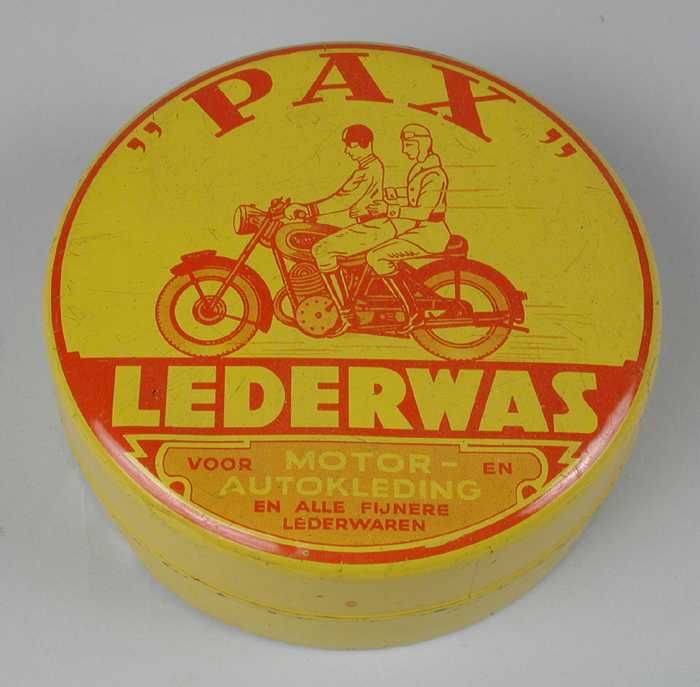 „PAX”
LEDERWAS
VOOR MOTOR- EN
AUTOKLEDING
EN ALLE FIJNERE
LEDERWAREN